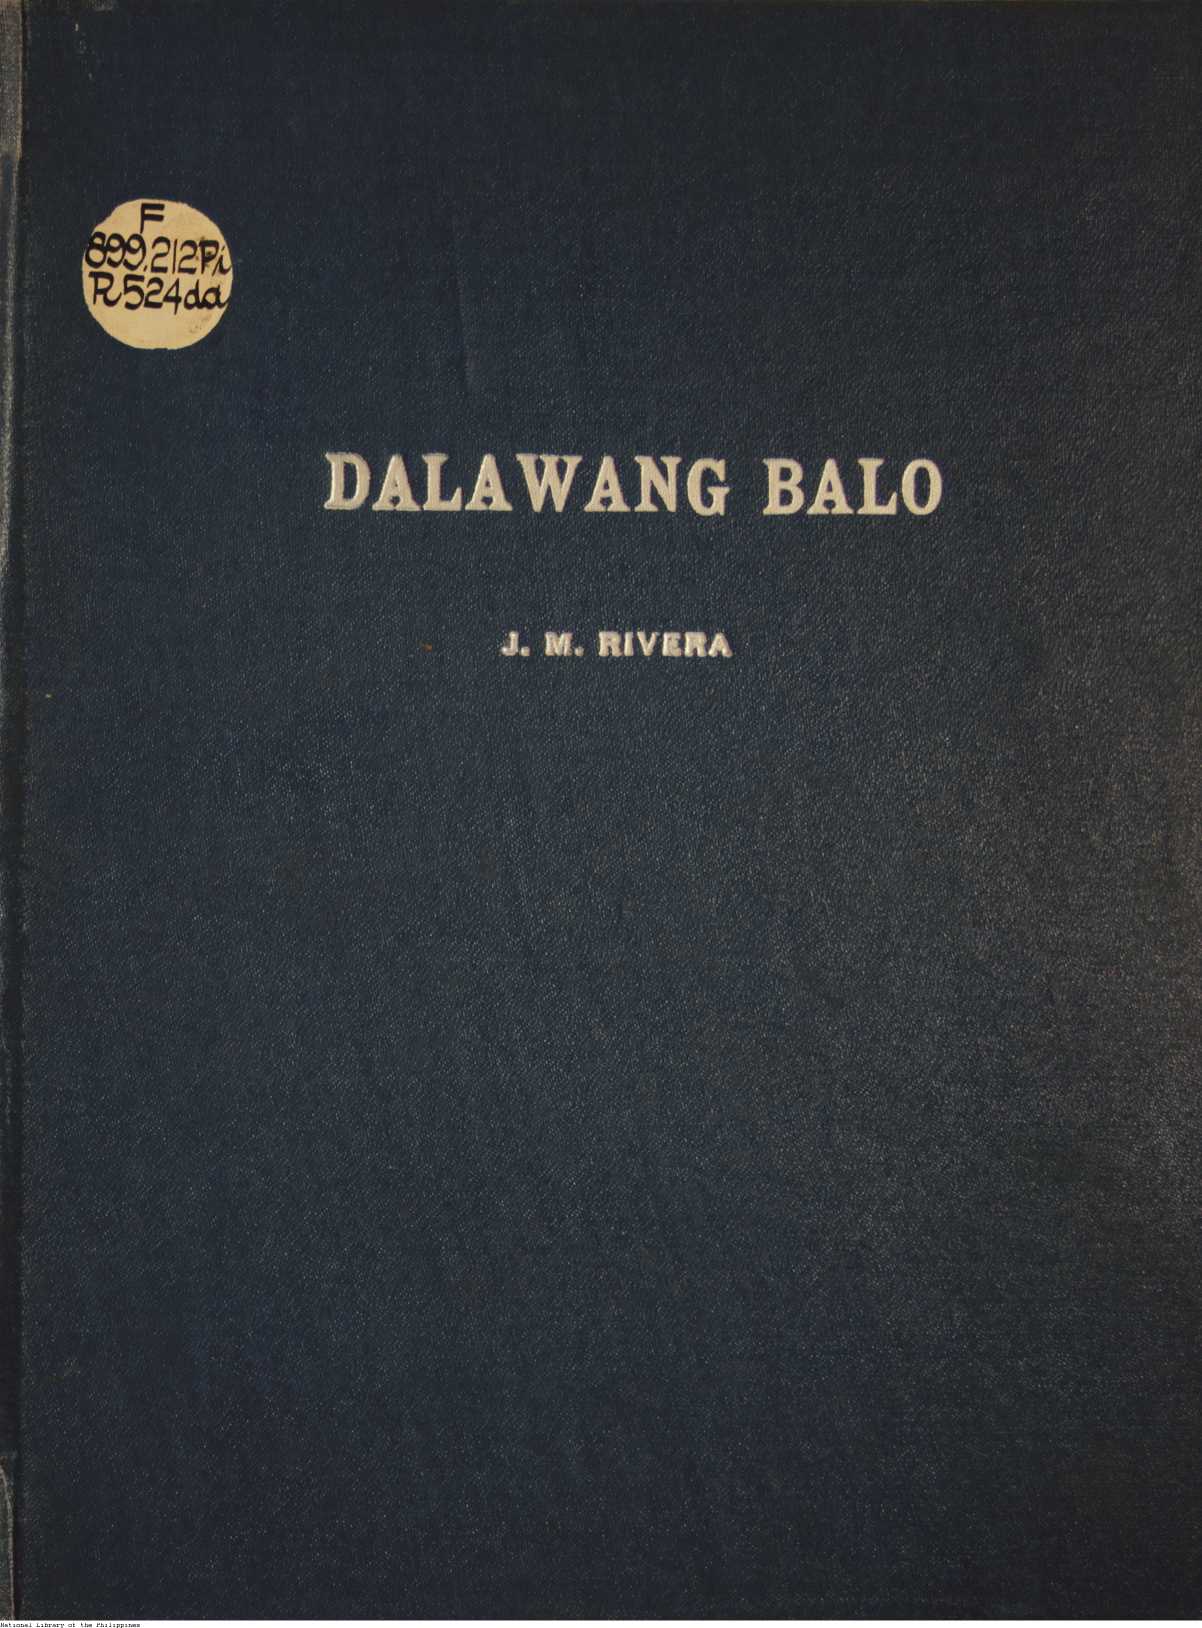 F
899.212Pi
R524da
DALAWANG BALO
J. M. RIVERA
National Library of the Philippines